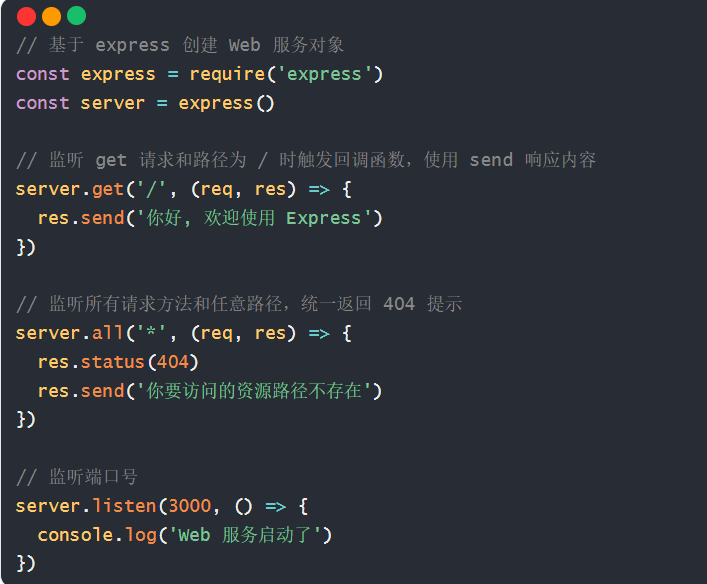 // 基于 express 创建 Web 服务对象
const express = require('express')
const server = express()

// 监听 get 请求和路径为 / 时触发回调函数，使用 send 响应内容
server.get('/', (req, res) => {
  res.send('你好, 欢迎使用 Express')
})

// 监听所有请求方法和任意路径，统一返回 404 提示
server.all('*', (req, res) => {
  res.status(404)
  res.send('你要访问的资源路径不存在')
})

// 监听端口号
server.listen(3000, () => {
  console.log('Web 服务启动了')
})